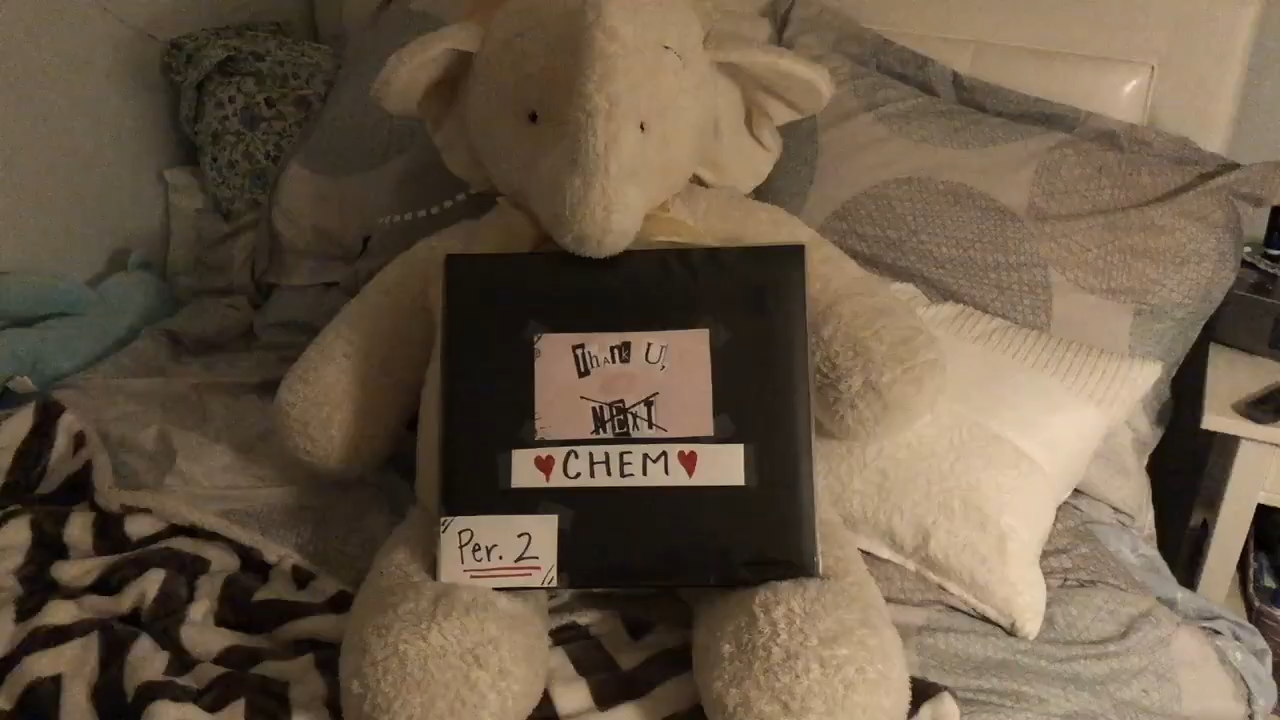 ThAnk U,
NExT
♥CHEM♥
Per. 2